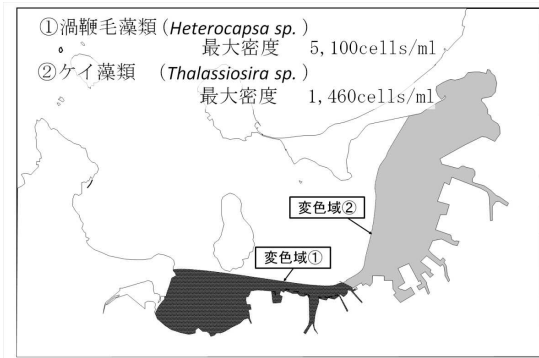 ①渦鞭毛藻類(Heterocapsa sp.)
最大密度 5,100cells/ml
②ケイ藻類 (Thalassiosira sp.)
最大密度 1,460cells/ml
変色域②
変色域①